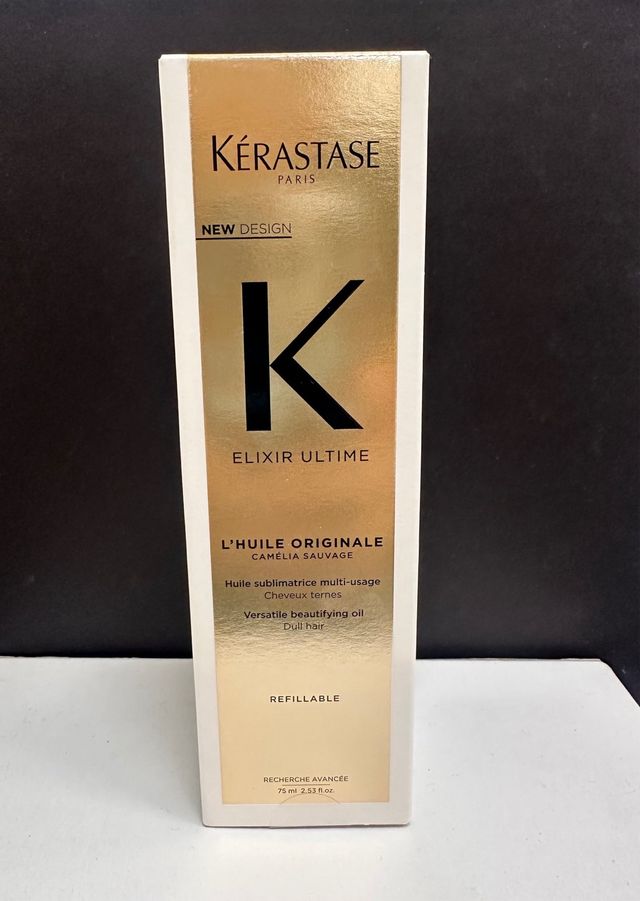 KÉRASTASE
PARIS
NEW DESIGN
K
ELIXIR ULTIME
L'HUILE ORIGINALE
CAMÉLIA SAUVAGE
Huile sublimatrice multi-usage
Cheveux ternes
Versatile beautifying oil
Dull hair
REFILLABLE
RECHERCHE AVANCÉE
75 ml 2.53 fl.oz.